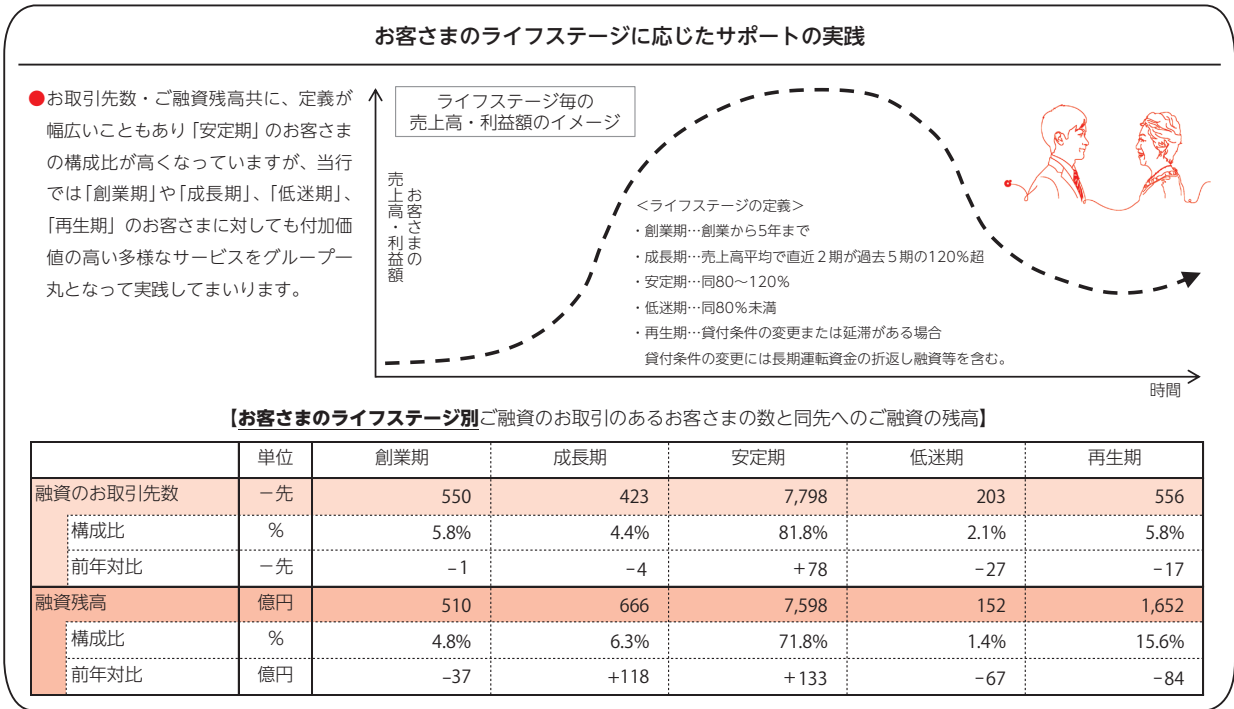 お客さまのライフステージに応じたサポートの実践
●お取引先数・ご融資残高共に、定義が
幅広いこともあり「安定期」のお客さま
の構成比が高くなっていますが、当行
では「創業期」や「成長期」、「低迷期」、
「再生期」のお客さまに対しても付加価
値の高い多様なサービスをグループ一
丸となって実践してまいります。
ライフステージ毎の
売上高・利益額のイメージ
お客さまの
売上高・利益額
<ライフステージの定義>
・創業期…創業から5年まで
・成長期…売上高平均で直近2期が過去5期の120%超
・安定期…同80〜120%
・低迷期…同80%未満
・再生期…貸付条件の変更または延滞がある場合
貸付条件の変更には長期運転資金の折返し融資等を含む。
時間
【お客さまのライフステージ別ご融資のお取引のあるお客さまの数と同先へのご融資の残高】
単位 創業期 成長期 安定期 低迷期 再生期
融資のお取引先数 −先 550 423 7,798 203 556
構成比 % 5.8% 4.4% 81.8% 2.1% 5.8%
前年対比 −先 −1 −4 +78 −27 −17
融資残高 億円 510 666 7,598 152 1,652
構成比 % 4.8% 6.3% 71.8% 1.4% 15.6%
前年対比 億円 −37 +118 +133 −67 −84